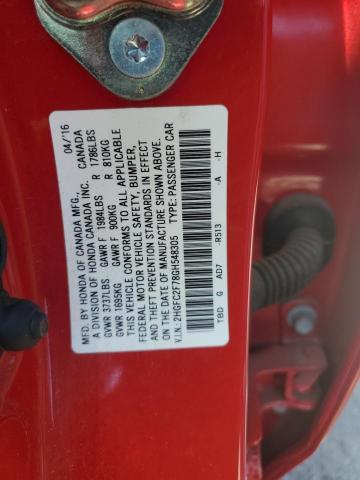 MFD. BY HONDA OF CANADA MFG., 04/'16
A DIVISION OF HONDA CANADA INC. CANADA
GVWR 3737LBS GAWR F 1984LBS R 1786LBS
GVWR 1695KG GAWR F 900KG R 810KG
THIS VEHICLE CONFORMS TO ALL APPLICABLE
FEDERAL MOTOR VEHICLE SAFETY, BUMPER,
AND THEFT PREVENTION STANDARDS IN EFFECT
ON THE DATE OF MANUFACTURE SHOWN ABOVE.
V.I.N.: 2HGFC2F78GH548305 TYPE: PASSENGER CAR
TBD G AD7 -R513 -A -H